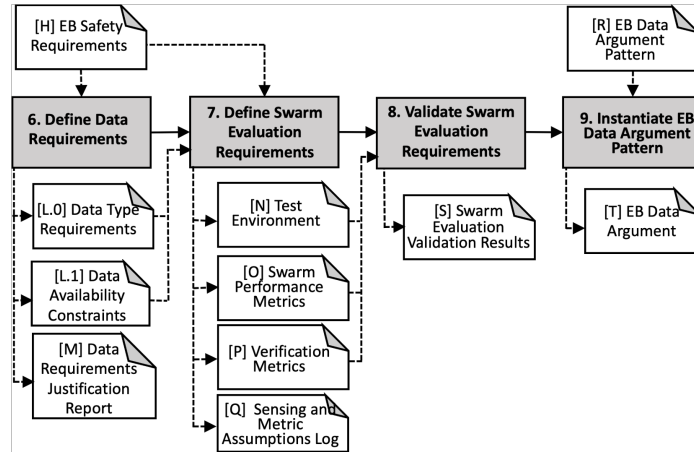 [H] EB Safety
Requirements
[R] EB Data
Argument
Pattern
6. Define Data
Requirements
7. Define Swarm
Evaluation
Requirements
8. Validate Swarm
Evaluation
Requirements
9. Instantiate EB
Data Argument
Pattern
[L.0] Data Type
Requirements
[L.1] Data
Availability
Constraints
[M] Data
Requirements
Justification
Report
[N] Test
Environment
[O] Swarm
Performance
Metrics
[P] Verification
Metrics
[Q] Sensing and
Metric
Assumptions Log
[S] Swarm
Evaluation
Validation Results
[T] EB Data
Argument